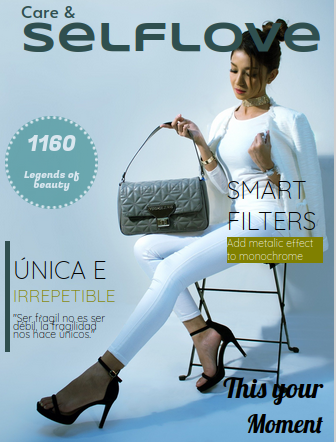 Care &
SELFLOVE
1160
Legends of
beauty
SMART
FILTERS
Add metalic effect
to monochrome
ÚNICA E
IRREPETIBLE
"Ser fragil no es ser
débil, la fragilidad
nos hace únicos."
This your
Moment